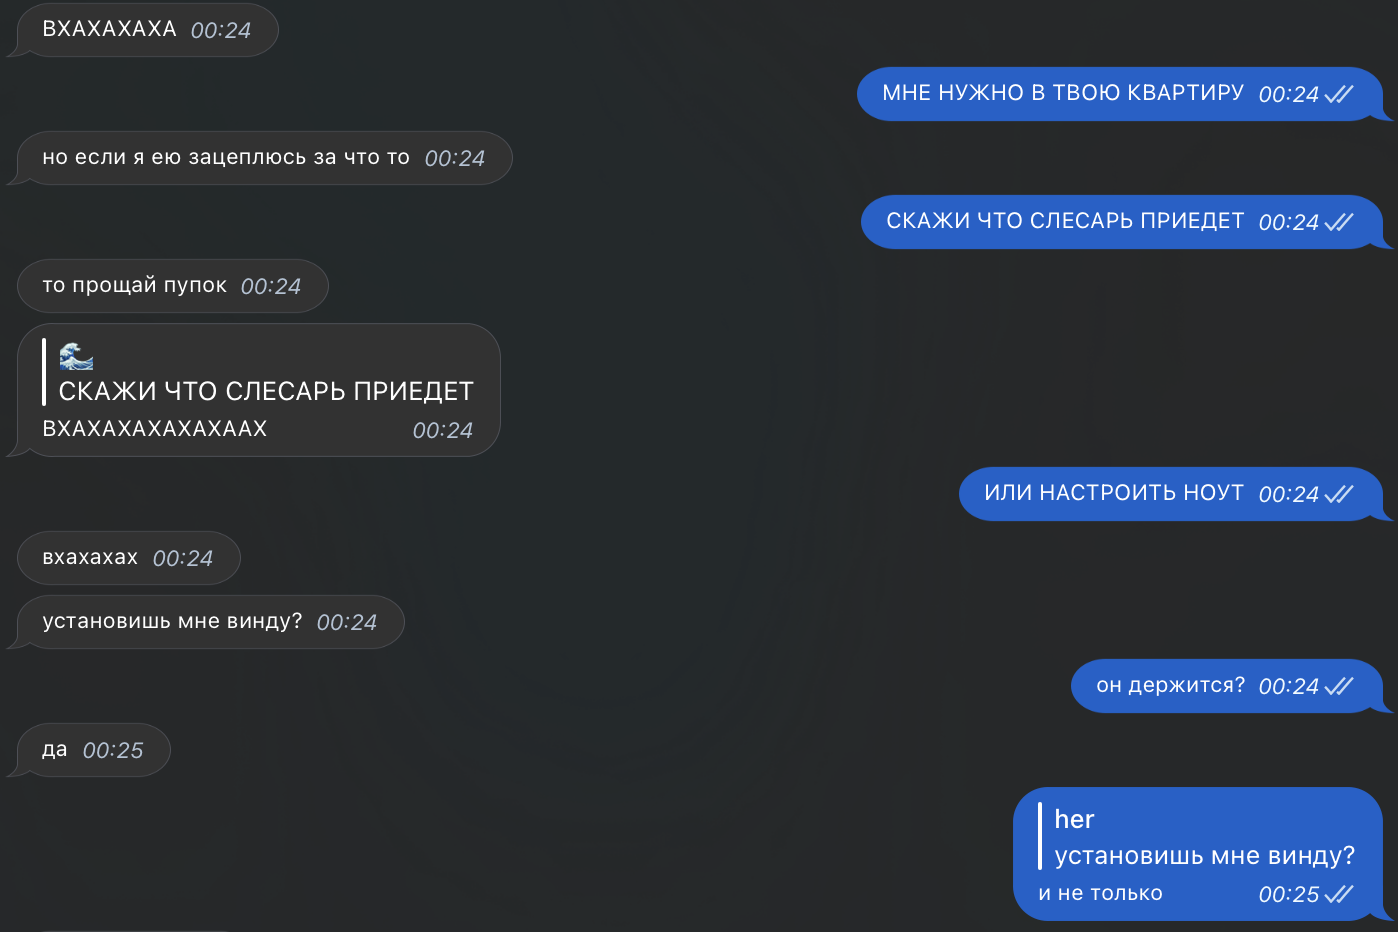 ВХАХАХАХА 00:24
МНЕ НУЖНО В ТВОЮ КВАРТИРУ 00:24
но если я ею зацеплюсь за что то 00:24
СКАЖИ ЧТО СЛЕСАРЬ ПРИЕДЕТ 00:24
то прощай пупок 00:24
🌊
СКАЖИ ЧТО СЛЕСАРЬ ПРИЕДЕТ
ВХАХАХАХАХАХААХ 00:24
ИЛИ НАСТРОИТЬ НОУТ 00:24
вхахахах 00:24
установишь мне винду? 00:24
он держится? 00:24
да 00:25
her
установишь мне винду?
и не только 00:25